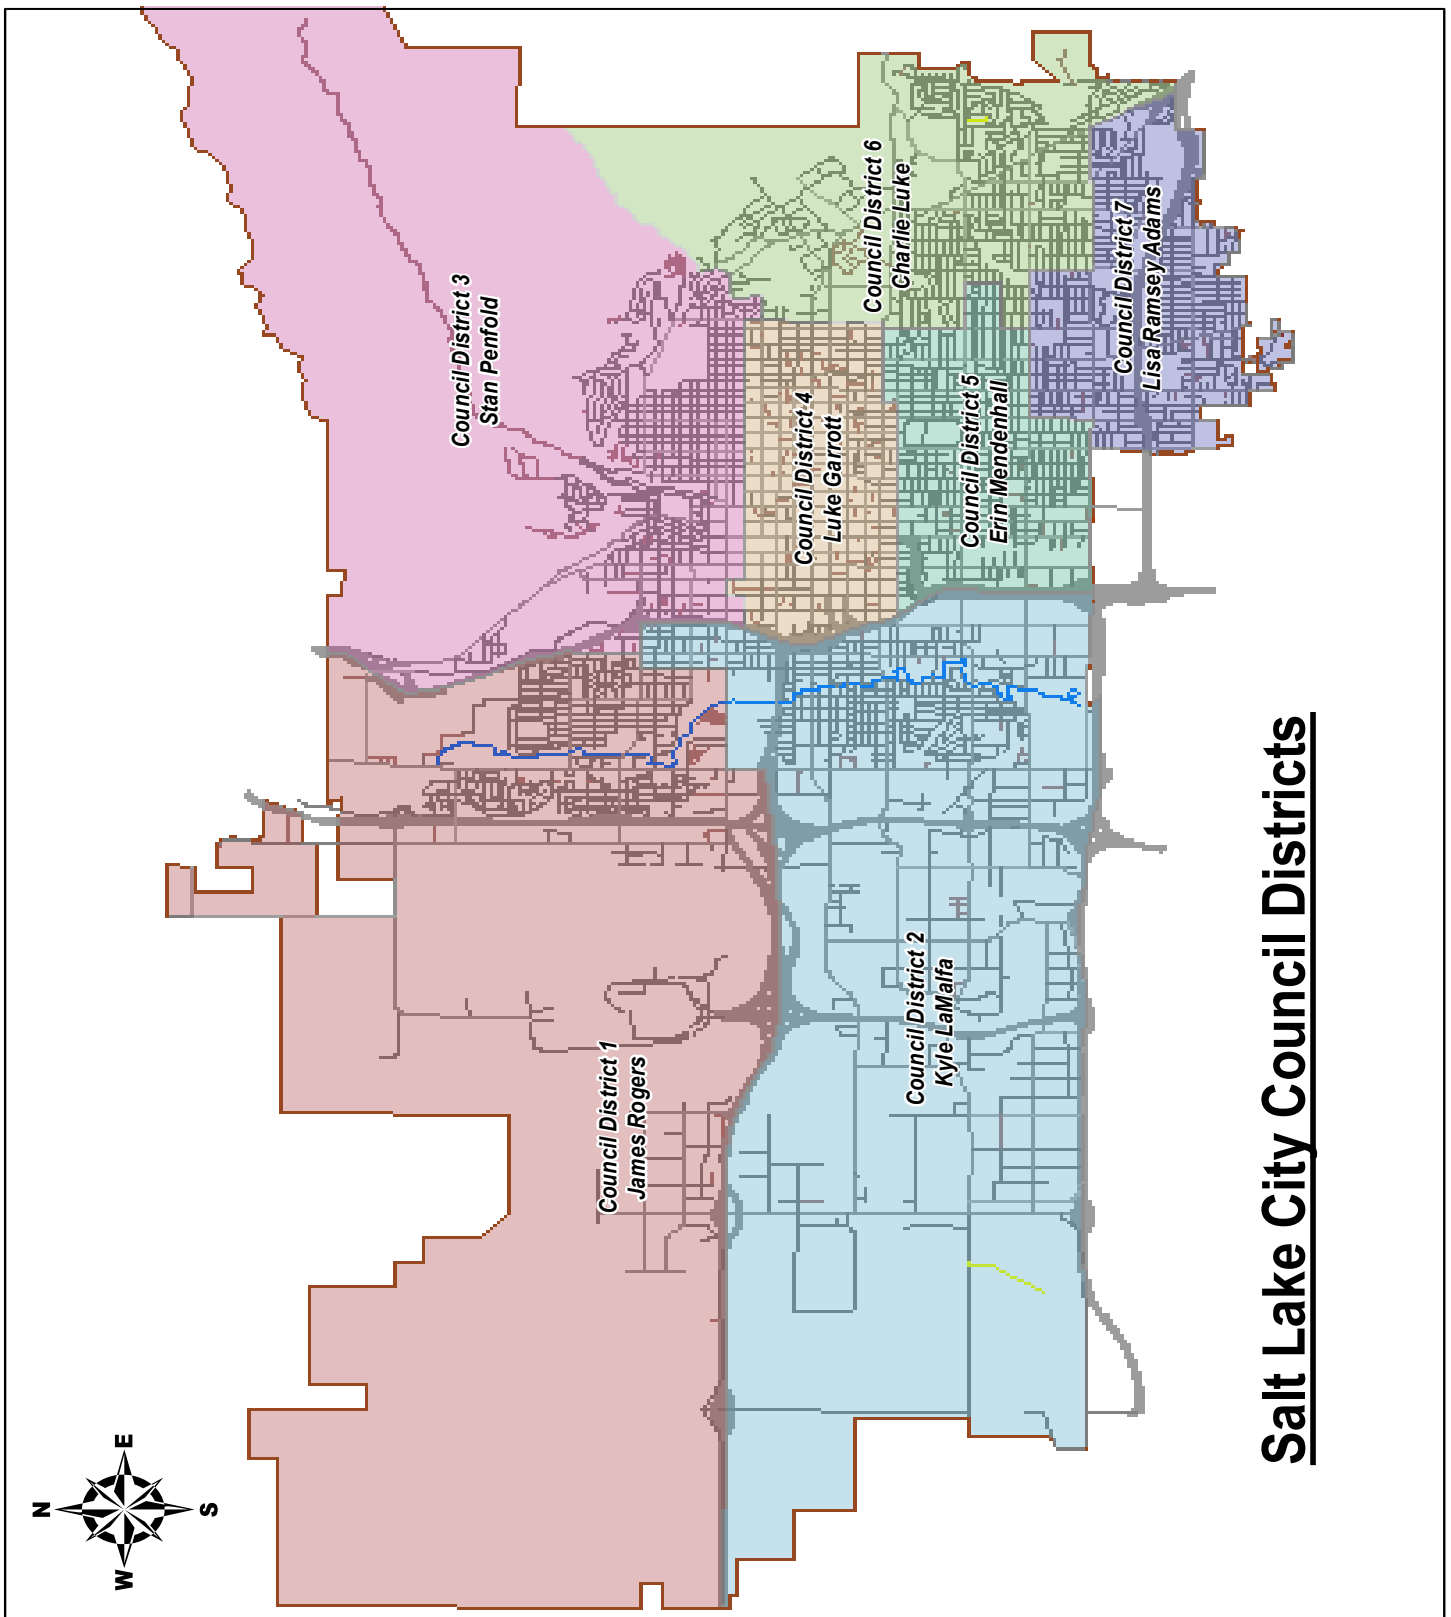 N
W
E
S
Council District 1
James Rogers
Council District 2
Kyle LaMalfa
Council District 3
Stan Penfold
Council District 4
Luke Garrott
Council District 5
Erin Mendenhall
Council District 6
Charlie Luke
Council District 7
Lisa Ramsey Adams
Salt Lake City Council Districts